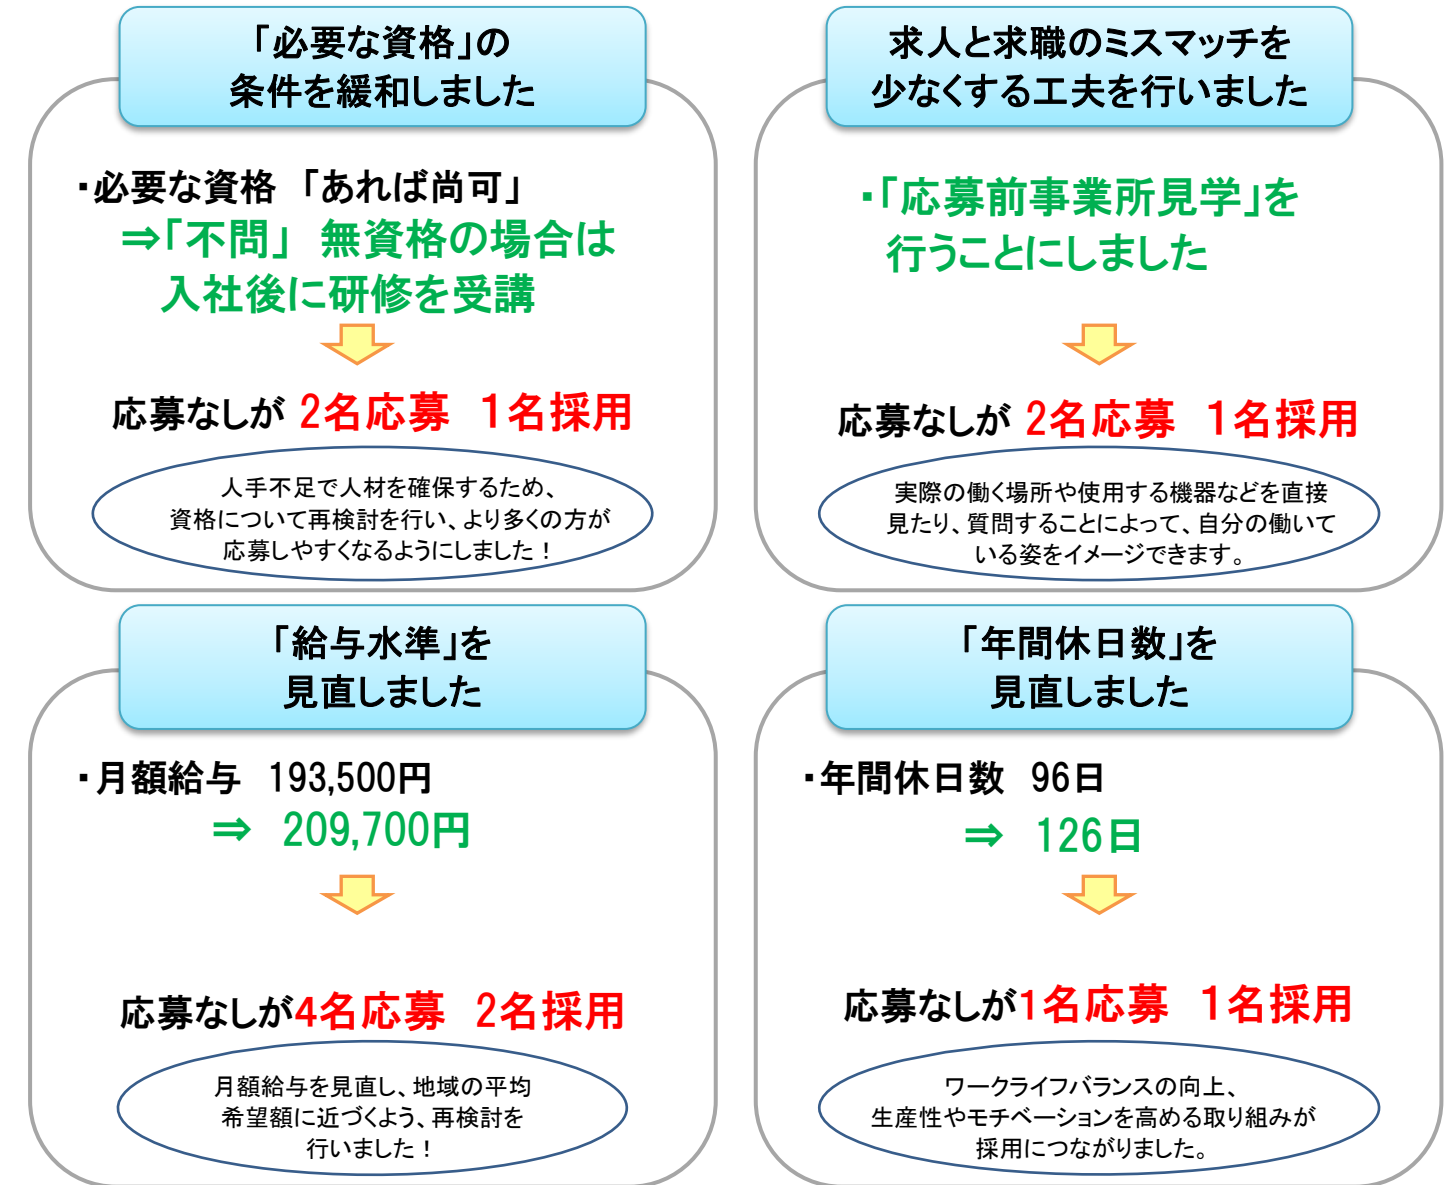 「必要な資格」の
条件を緩和しました
・必要な資格 「あれば尚可」
⇒「不問」 無資格の場合は
入社後に研修を受講
応募なしが 2名応募 1名採用
人手不足で人材を確保するため、
資格について再検討を行い、より多くの方が
応募しやすくなるようにしました！
求人と求職のミスマッチを
少なくする工夫を行いました
・「応募前事業所見学」を
行うことにしました
応募なしが 2名応募 1名採用
実際の働く場所や使用する機器などを直接
見たり、質問することによって、自分の働いて
いる姿をイメージできます。
「給与水準」を
見直しました
・月額給与 193,500円
⇒ 209,700円
応募なしが4名応募 2名採用
月額給与を見直し、地域の平均
希望額に近づくよう、再検討を
行いました！
「年間休日数」を
見直しました
・年間休日数 96日
⇒ 126日
応募なしが1名応募 1名採用
ワークライフバランスの向上、
生産性やモチベーションを高める取り組みが
採用につながりました。